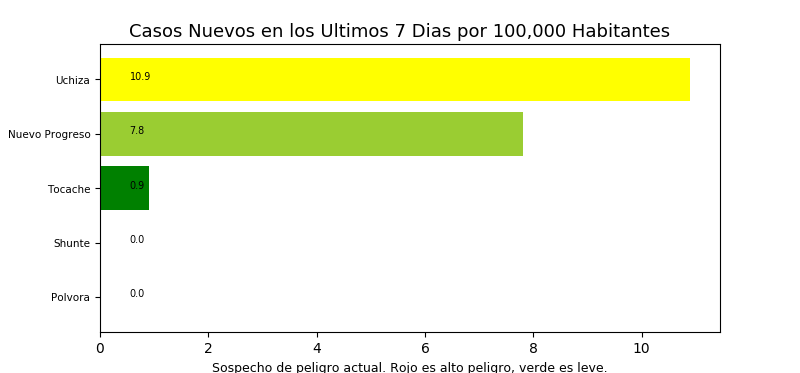 Casos Nuevos en los Ultimos 7 Dias por 100,000 Habitantes
Uchiza 10.9
Nuevo Progreso 7.8
Tocache 0.9
Shunte 0.0
Polvora 0.0
0 2 4 6 8 10
Sospecho de peligro actual. Rojo es alto peligro, verde es leve.